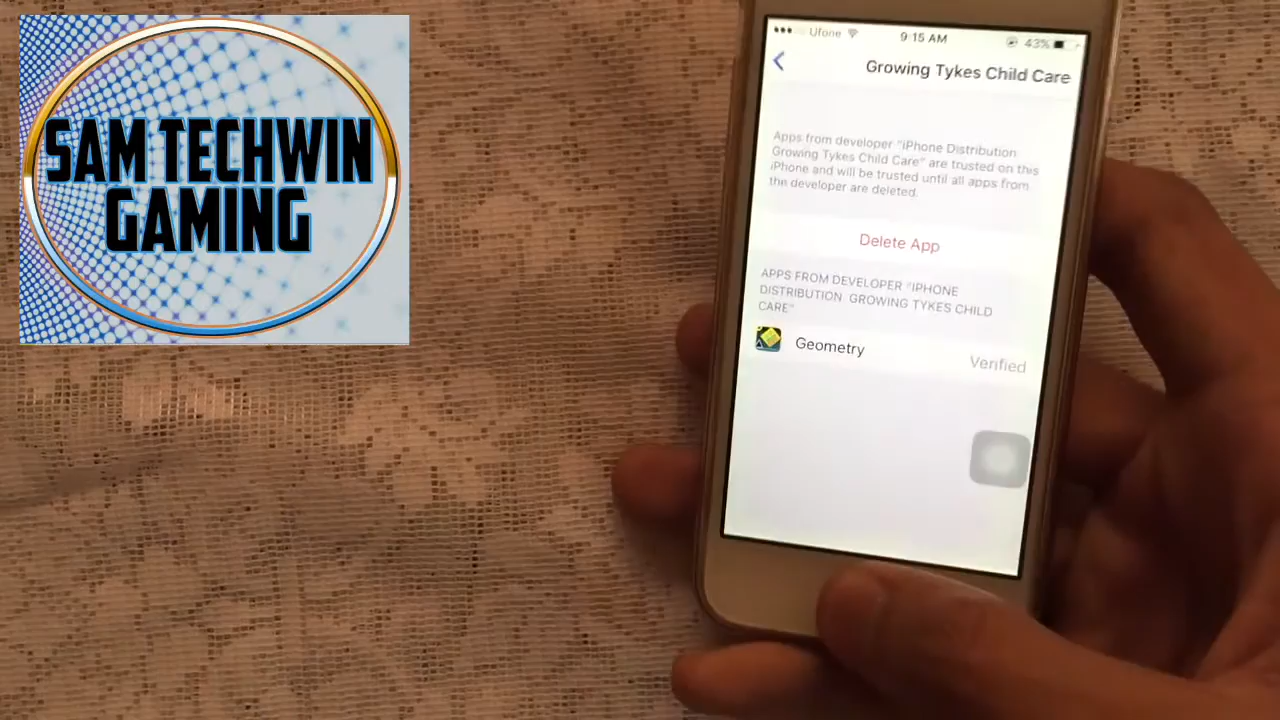 SAM TECHWIN
GAMING
Ufone
9:15 AM
43%
Growing Tykes Child Care
Apps from developer "iPhone Distribution
Growing Tykes Child Care" are trusted on this
iPhone and will be trusted until all apps from
the developer are deleted.
Delete App
APPS FROM DEVELOPER "IPHONE
DISTRIBUTION GROWING TYKES CHILD
CARE"
Geometry
Verified